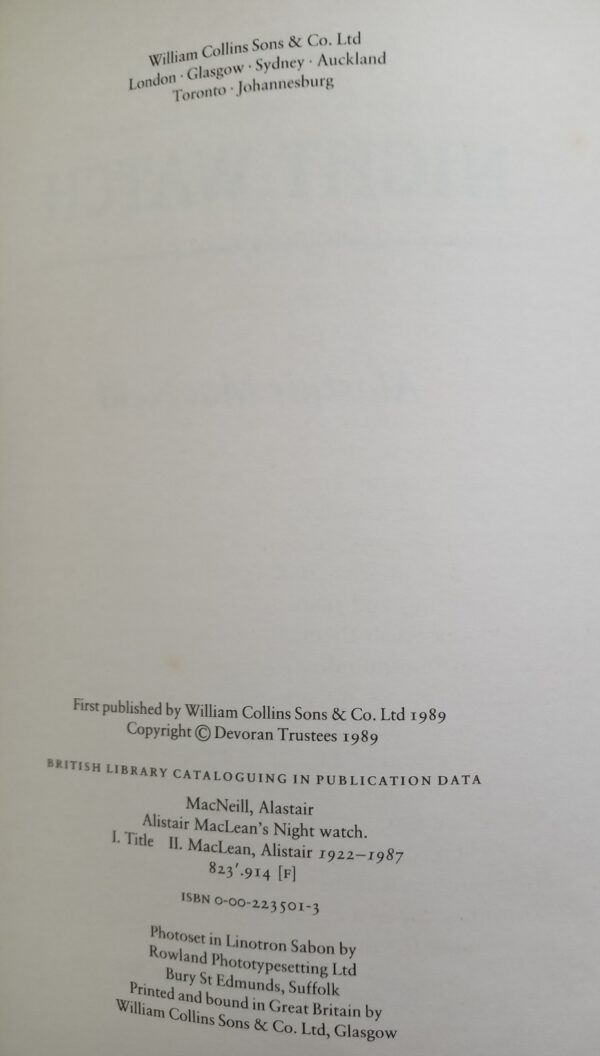 William Collins Sons & Co. Ltd
London · Glasgow · Sydney · Auckland
Toronto · Johannesburg
NIGHT WATCH
First published by William Collins Sons & Co. Ltd 1989
Copyright © Devoran Trustees 1989
BRITISH LIBRARY CATALOGUING IN PUBLICATION DATA
MacNeill, Alastair
Alistair MacLean's Night watch.
I. Title II. MacLean, Alistair 1922–1987
823'.914 [F]
ISBN 0-00-223501-3
Photoset in Linotron Sabon by
Rowland Phototypesetting Ltd
Bury St Edmunds, Suffolk
Printed and bound in Great Britain by
William Collins Sons & Co. Ltd, Glasgow